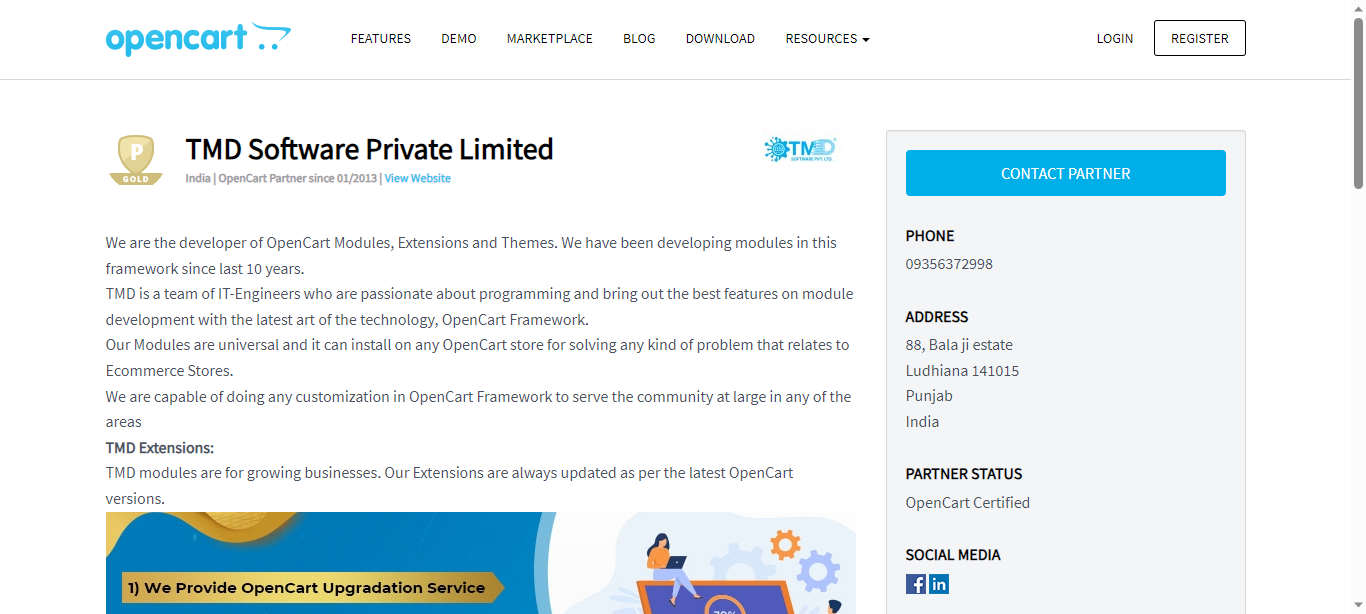 opencart
FEATURES
DEMO
MARKETPLACE
BLOG
DOWNLOAD
RESOURCES
LOGIN
REGISTER
P
GOLD
TMD Software Private Limited
India | OpenCart Partner since 01/2013 | View Website
TMD
SOFTWARE PVT. LTD.
We are the developer of OpenCart Modules, Extensions and Themes. We have been developing modules in this
framework since last 10 years.
TMD is a team of IT-Engineers who are passionate about programming and bring out the best features on module
development with the latest art of the technology, OpenCart Framework.
Our Modules are universal and it can install on any OpenCart store for solving any kind of problem that relates to
Ecommerce Stores.
We are capable of doing any customization in OpenCart Framework to serve the community at large in any of the
areas
TMD Extensions:
TMD modules are for growing businesses. Our Extensions are always updated as per the latest OpenCart
versions.
1) We Provide OpenCart Upgradation Service
CONTACT PARTNER
PHONE
09356372998
ADDRESS
88, Bala ji estate
Ludhiana 141015
Punjab
India
PARTNER STATUS
OpenCart Certified
SOCIAL MEDIA